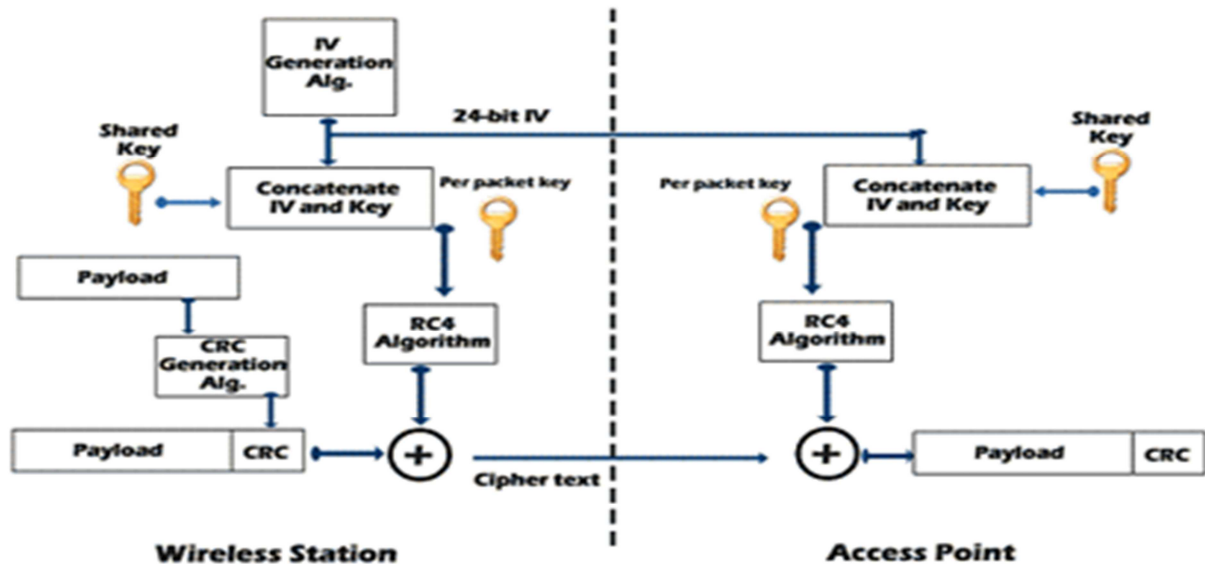 IV
Generation
Alg.
24-bit IV
Shared
Key
Shared
Key
Concatenate
IV and Key
Per packet key
Per packet key
Concatenate
IV and Key
Payload
RC4
Algorithm
RC4
Algorithm
CRC
Generation
Alg.
Payload CRC
+
+
Payload CRC
Cipher text
Wireless Station
Access Point